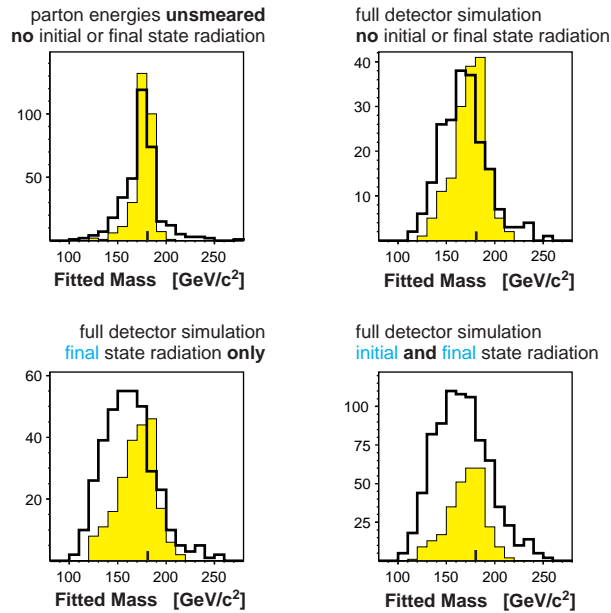 parton energies unsmeared
no initial or final state radiation
100
50
100 150 200 250
Fitted Mass [GeV/c²]
full detector simulation
no initial or final state radiation
40
30
20
10
100 150 200 250
Fitted Mass [GeV/c²]
full detector simulation
final state radiation only
60
40
20
100 150 200 250
Fitted Mass [GeV/c²]
full detector simulation
initial and final state radiation
100
75
50
25
100 150 200 250
Fitted Mass [GeV/c²]